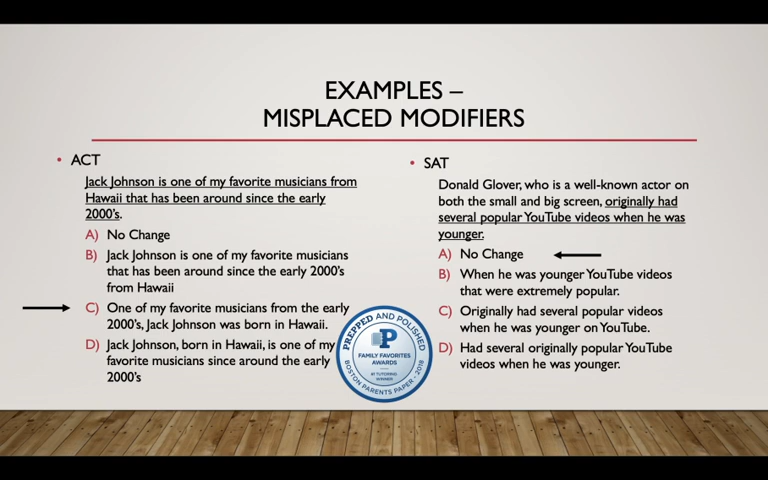 EXAMPLES –
MISPLACED MODIFIERS
• ACT
Jack Johnson is one of my favorite musicians from
Hawaii that has been around since the early
2000's.
A) No Change
B) Jack Johnson is one of my favorite musicians
that has been around since the early 2000's
from Hawaii
C) One of my favorite musicians from the early
2000's, Jack Johnson was born in Hawaii.
D) Jack Johnson, born in Hawaii, is one of my
favorite musicians since around the early
2000's
• SAT
Donald Glover, who is a well-known actor on
both the small and big screen, originally had
several popular YouTube videos when he was
younger.
A) No Change
B) When he was younger YouTube videos
that were extremely popular.
C) Originally had several popular videos
when he was younger on YouTube.
D) Had several originally popular YouTube
videos when he was younger.
PREPPED AND POLISHED
P
FAMILY FAVORITES
AWARDS
#1 TUTORING
WINNER
BOSTON PARENTS PAPER - 2018